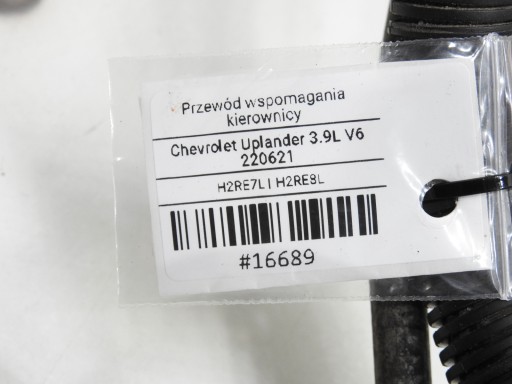 Przewód wspomagania
kierownicy
Chevrolet Uplander 3.9L V6
220621
H2RE7L I H2RE8L
#16689